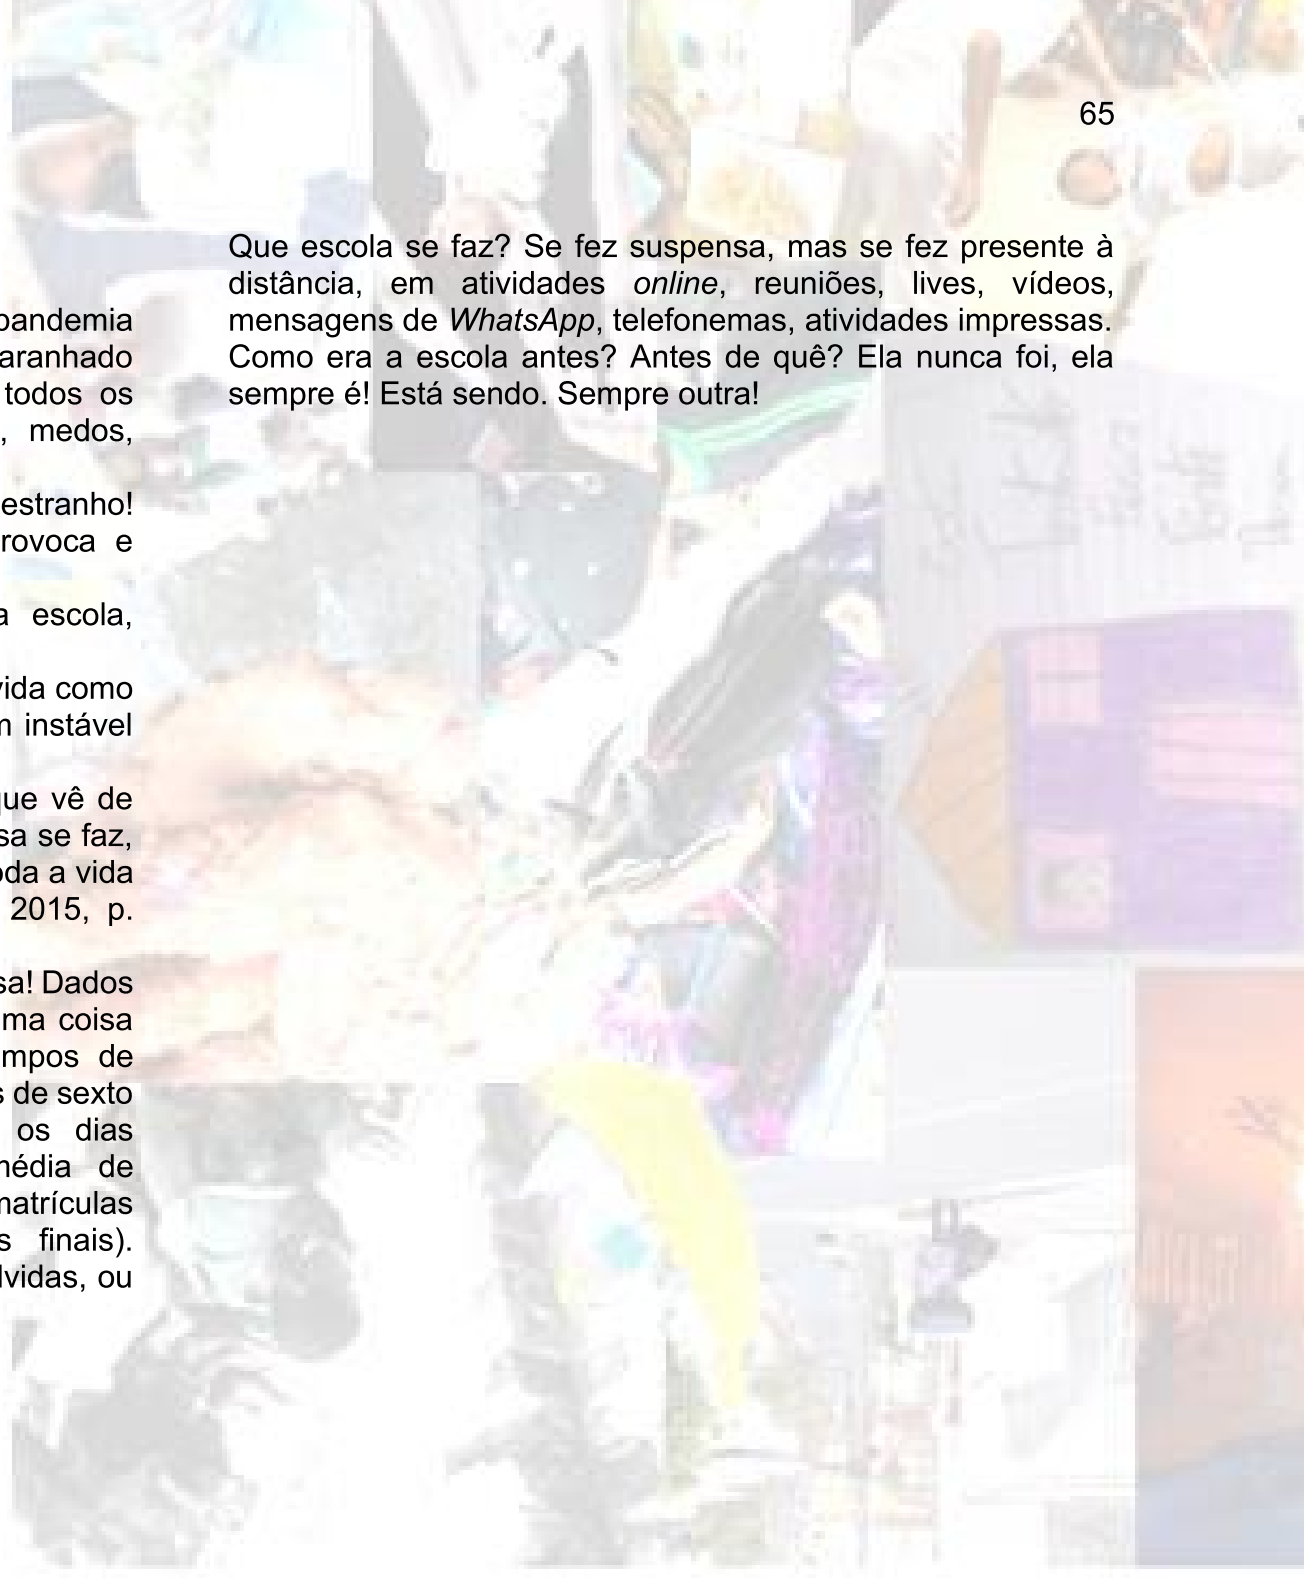 65
pandemia
aranhado
todos os
, medos,
estranho!
rovoca e
a escola,
vida como
instável
que vê de
sa se faz,
oda a vida
2015, p.
sa! Dados
ma coisa
mpos de
s de sexto
os dias
média de
matrículas
s finais).
lvidas, ou
Que escola se faz? Se fez suspensa, mas se fez presente à
distância, em atividades online, reuniões, lives, vídeos,
mensagens de WhatsApp, telefonemas, atividades impressas.
Como era a escola antes? Antes de quê? Ela nunca foi, ela
sempre é! Está sendo. Sempre outra!